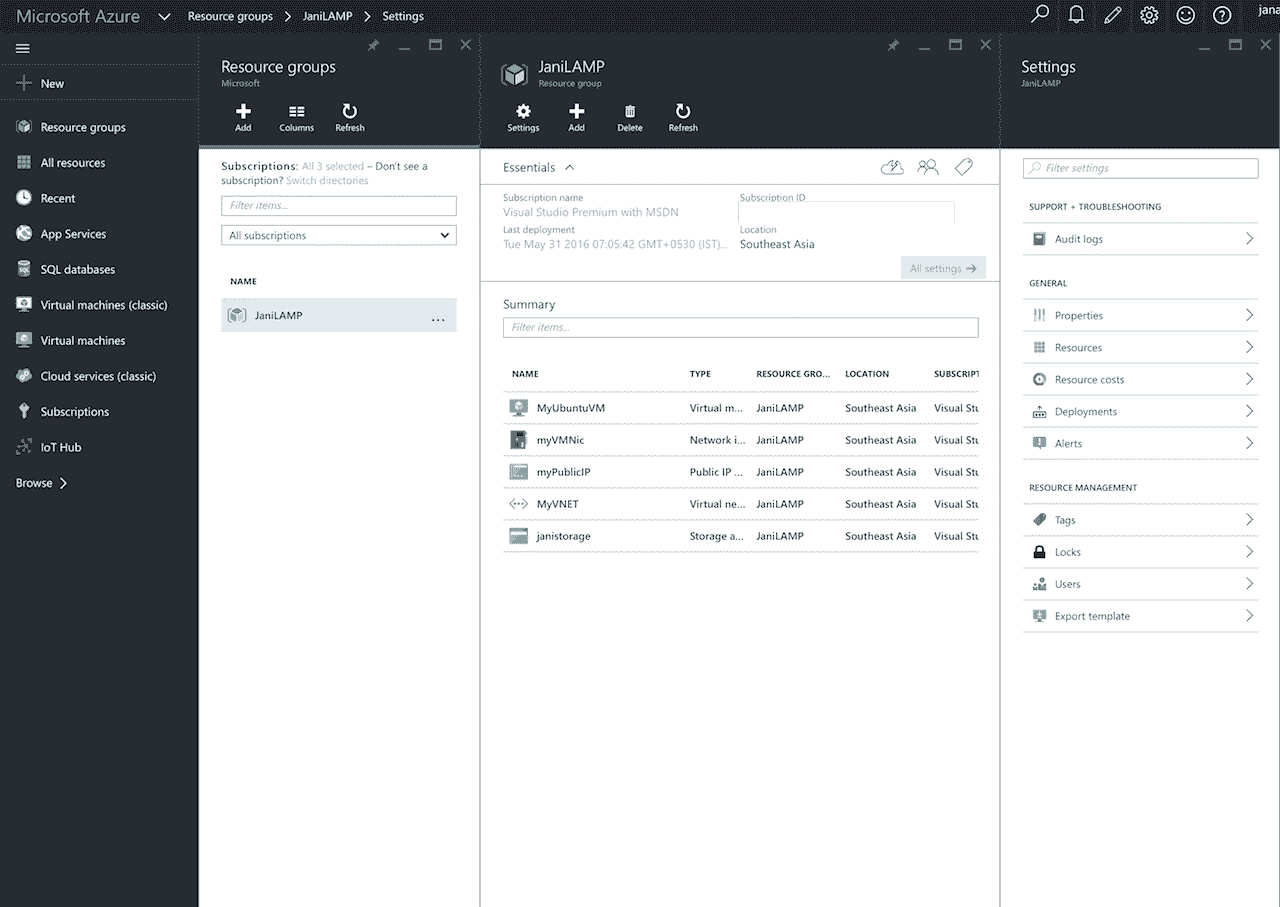 Microsoft Azure Resource groups > JaniLAMP > Settings
jana
New
Resource groups
All resources
Recent
App Services
SQL databases
Virtual machines (classic)
Virtual machines
Cloud services (classic)
Subscriptions
IoT Hub
Browse >
Resource groups
Microsoft
Add Columns Refresh
Subscriptions: All 3 selected – Don't see a
subscription? Switch directories
Filter items...
All subscriptions
NAME
JaniLAMP ...
JaniLAMP
Resource group
Settings Add Delete Refresh
Essentials
Subscription name Subscription ID
Visual Studio Premium with MSDN
Last deployment Location
Tue May 31 2016 07:05:42 GMT+0530 (IST)... Southeast Asia
All settings →
Summary
Filter items...
NAME TYPE RESOURCE GRO... LOCATION SUBSCRIPT
MyUbuntuVM Virtual m... JaniLAMP Southeast Asia Visual Stu
myVMNic Network i... JaniLAMP Southeast Asia Visual Stu
myPublicIP Public IP ... JaniLAMP Southeast Asia Visual Stu
MyVNET Virtual ne... JaniLAMP Southeast Asia Visual Stu
janistorage Storage a... JaniLAMP Southeast Asia Visual Stu
Settings
JaniLAMP
Filter settings
SUPPORT + TROUBLESHOOTING
Audit logs
GENERAL
Properties
Resources
Resource costs
Deployments
Alerts
RESOURCE MANAGEMENT
Tags
Locks
Users
Export template